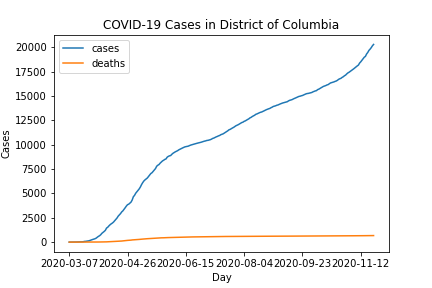 COVID-19 Cases in District of Columbia
cases
deaths
20000
17500
15000
12500
10000
7500
5000
2500
0
Cases
2020-03-07 2020-04-26 2020-06-15 2020-08-04 2020-09-23 2020-11-12
Day